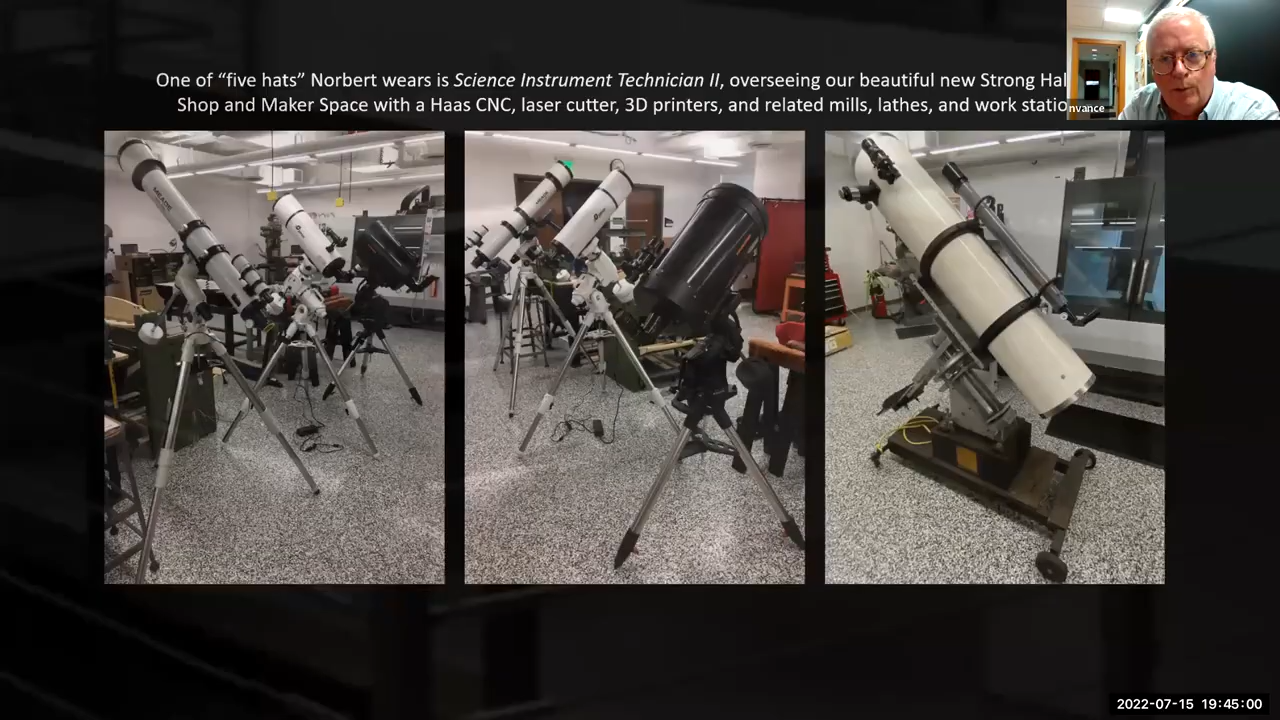 One of “five hats” Norbert wears is Science Instrument Technician II, overseeing our beautiful new Strong Hal
Shop and Maker Space with a Haas CNC, laser cutter, 3D printers, and related mills, lathes, and work statio
nvance
MEADE
2022-07-15 19:45:00